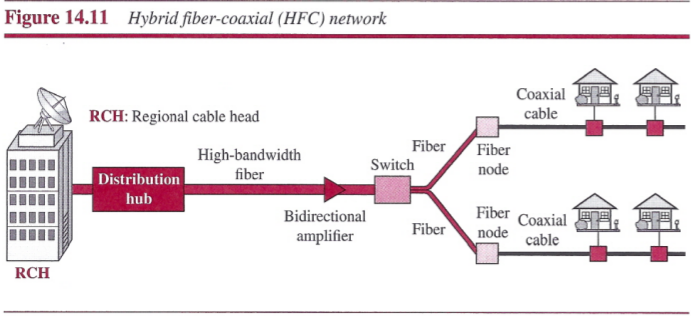 Figure 14.11 Hybrid fiber-coaxial (HFC) network
RCH: Regional cable head
Distribution
hub
RCH
High-bandwidth
fiber
Bidirectional
amplifier
Switch
Fiber
Fiber
node
Coaxial
cable
Fiber
Fiber
node
Coaxial
cable